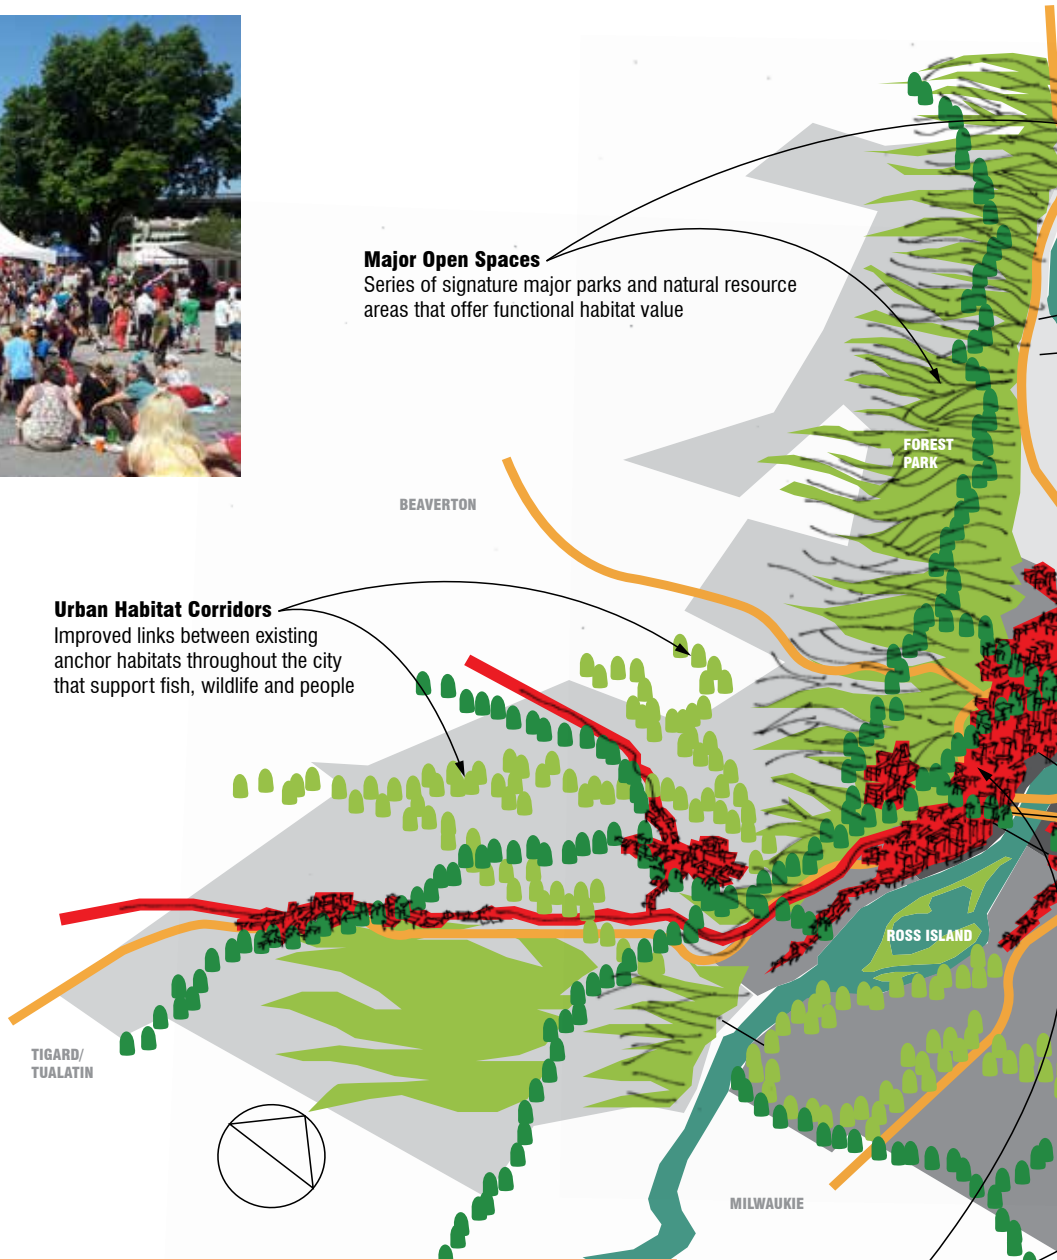 Major Open Spaces
Series of signature major parks and natural resource
areas that offer functional habitat value
FOREST
PARK
BEAVERTON
Urban Habitat Corridors
Improved links between existing
anchor habitats throughout the city
that support fish, wildlife and people
ROSS ISLAND
TIGARD/
TUALATIN
MILWAUKIE